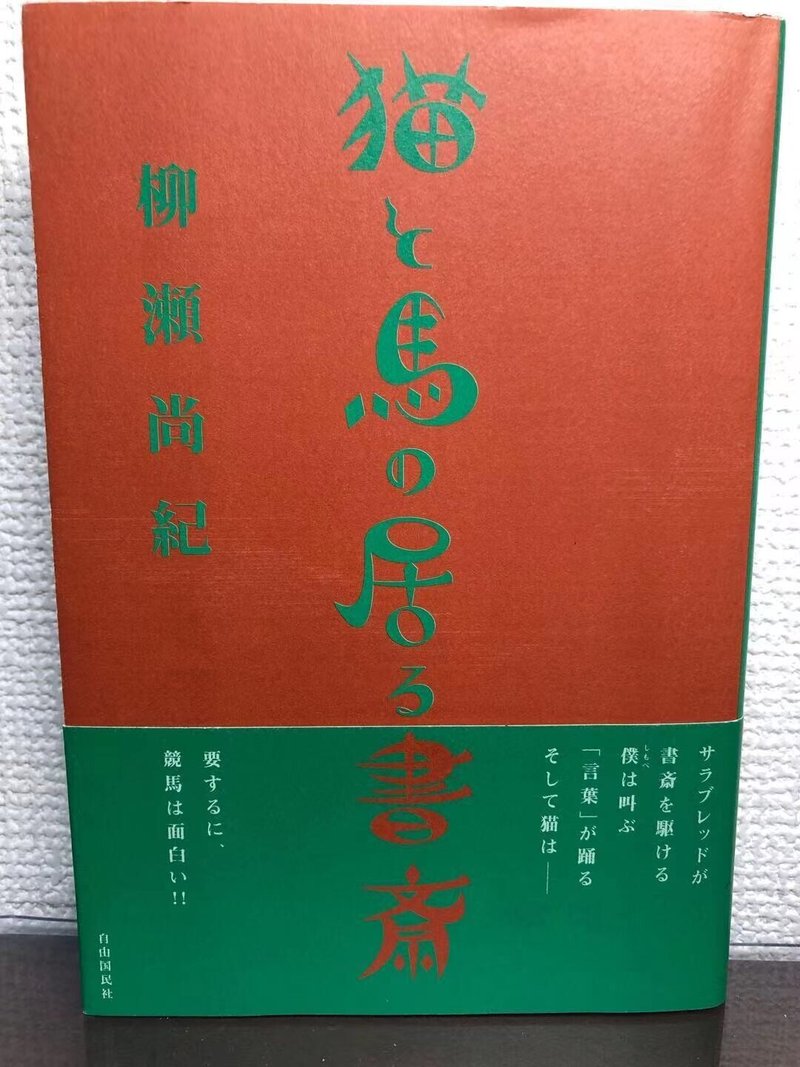 猫と馬の居る書斎
柳瀬尚紀
サラブレッドが
書斎を駆ける
僕は叫ぶ
しもべ
「言葉」が踊る
そして猫は──
要するに、
競馬は面白い!!
自由国民社